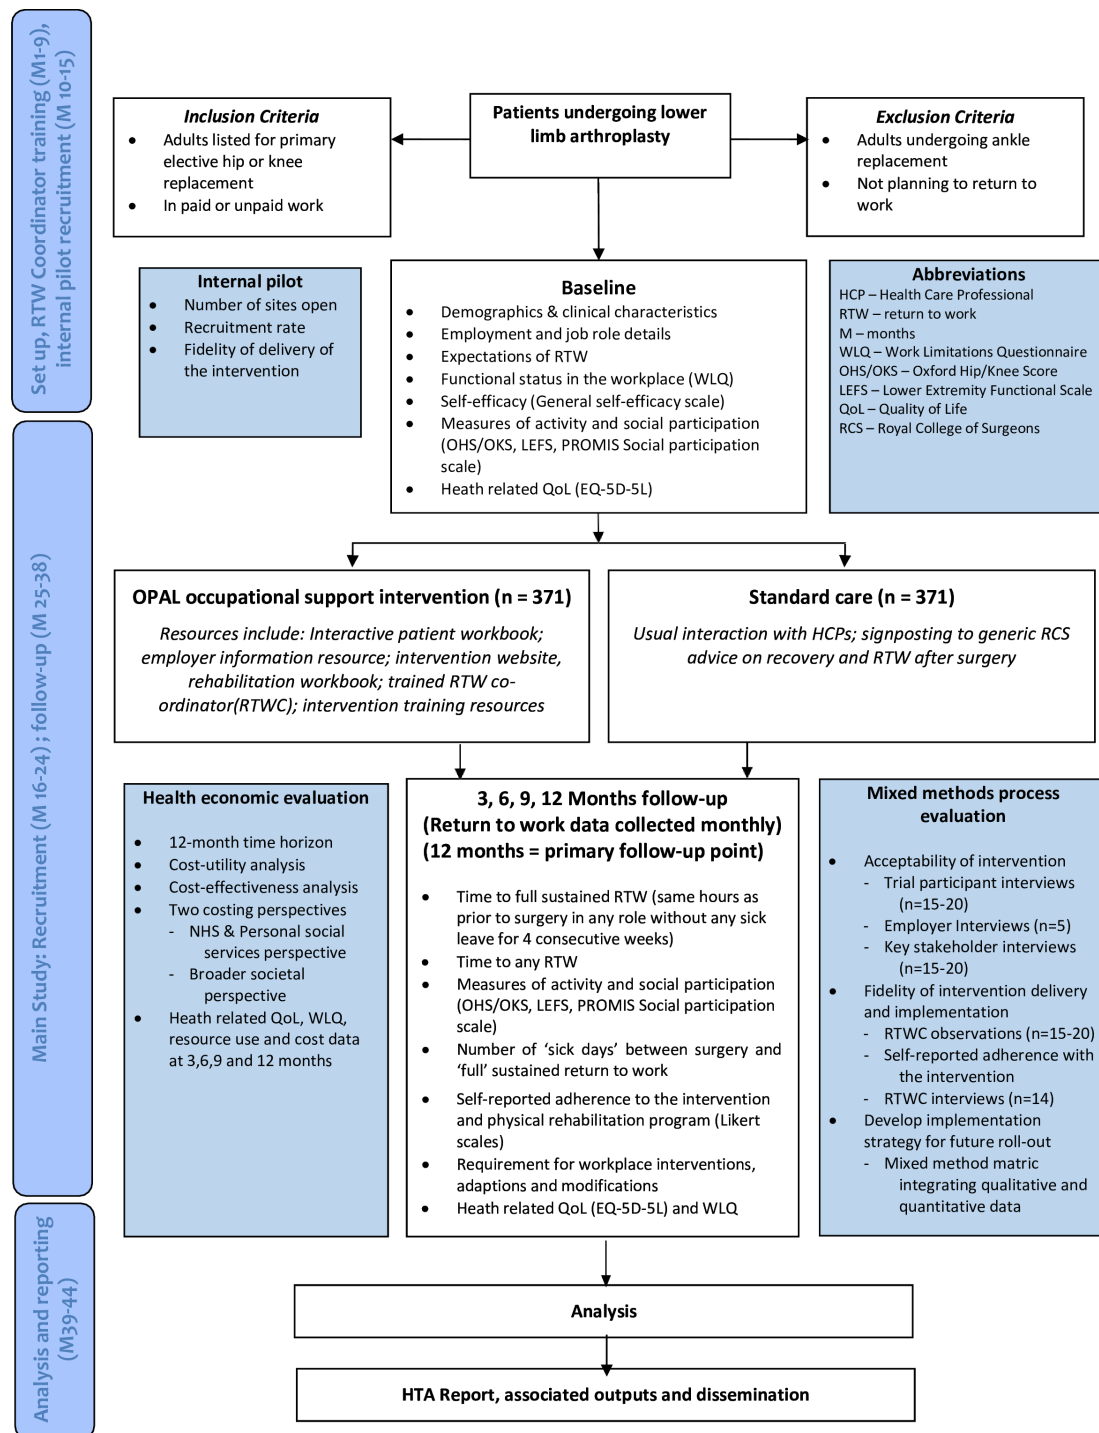 Set up, RTW Coordinator training (M1-9),
internal pilot recruitment (M 10-15)
Patients undergoing lower
limb arthroplasty
Inclusion Criteria
• Adults listed for primary
elective hip or knee
replacement
• In paid or unpaid work
Exclusion Criteria
• Adults undergoing ankle
replacement
• Not planning to return to
work
Internal pilot
• Number of sites open
• Recruitment rate
• Fidelity of delivery of
the intervention
Baseline
• Demographics & clinical characteristics
• Employment and job role details
• Expectations of RTW
• Functional status in the workplace (WLQ)
• Self-efficacy (General self-efficacy scale)
• Measures of activity and social participation
(OHS/OKS, LEFS, PROMIS Social participation
scale)
• Heath related QoL (EQ-5D-5L)
Abbreviations
HCP – Health Care Professional
RTW – return to work
M – months
WLQ – Work Limitations Questionnaire
OHS/OKS – Oxford Hip/Knee Score
LEFS – Lower Extremity Functional Scale
QoL – Quality of Life
RCS – Royal College of Surgeons
Main Study: Recruitment (M 16-24) ; follow-up (M 25-38)
OPAL occupational support intervention (n = 371)
Resources include: Interactive patient workbook;
employer information resource; intervention website,
rehabilitation workbook; trained RTW co-
ordinator(RTWC); intervention training resources
Standard care (n = 371)
Usual interaction with HCPs; signposting to generic RCS
advice on recovery and RTW after surgery
Health economic evaluation
• 12-month time horizon
• Cost-utility analysis
• Cost-effectiveness analysis
• Two costing perspectives
- NHS & Personal social
services perspective
- Broader societal
perspective
• Heath related QoL, WLQ,
resource use and cost data
at 3,6,9 and 12 months
3, 6, 9, 12 Months follow-up
(Return to work data collected monthly)
(12 months = primary follow-up point)
• Time to full sustained RTW (same hours as
prior to surgery in any role without any sick
leave for 4 consecutive weeks)
• Time to any RTW
• Measures of activity and social participation
(OHS/OKS, LEFS, PROMIS Social participation
scale)
• Number of ‘sick days’ between surgery and
‘full’ sustained return to work
• Self-reported adherence to the intervention
and physical rehabilitation program (Likert
scales)
• Requirement for workplace interventions,
adaptions and modifications
• Heath related QoL (EQ-5D-5L) and WLQ
Mixed methods process
evaluation
• Acceptability of intervention
- Trial participant interviews
(n=15-20)
- Employer Interviews (n=5)
- Key stakeholder interviews
(n=15-20)
• Fidelity of intervention delivery
and implementation
- RTWC observations (n=15-20)
- Self-reported adherence with
the intervention
- RTWC interviews (n=14)
• Develop implementation
strategy for future roll-out
- Mixed method matric
integrating qualitative and
quantitative data
Analysis and reporting
(M39-44)
Analysis
HTA Report, associated outputs and dissemination